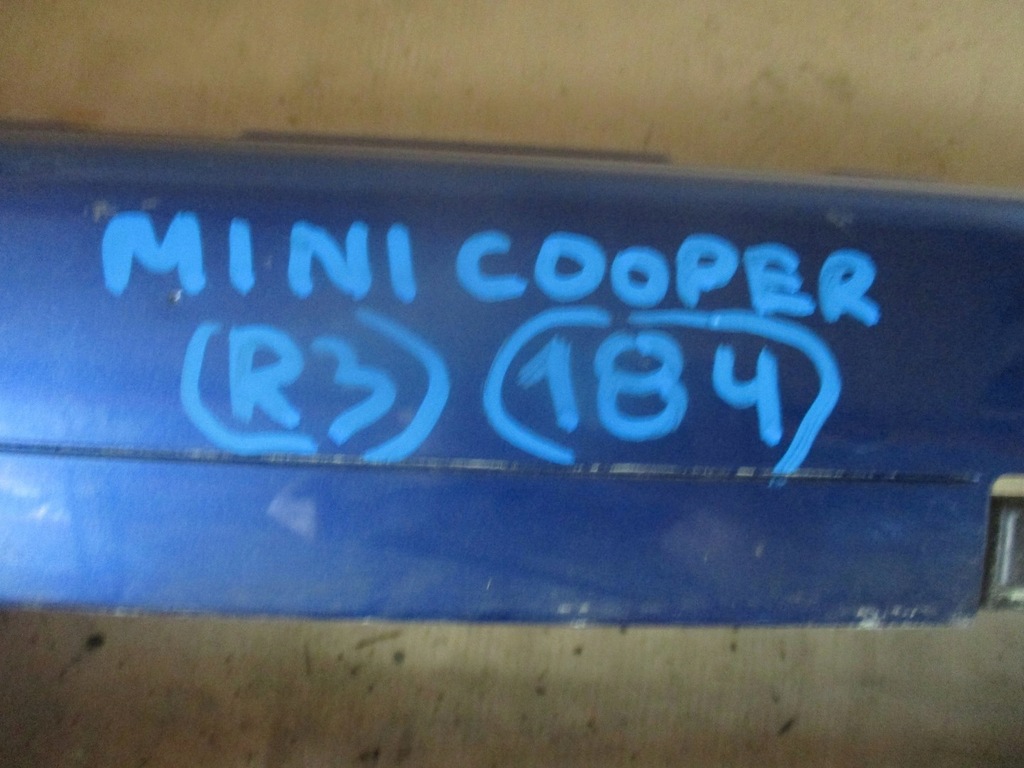 MINI COOPER
(R3) (184)